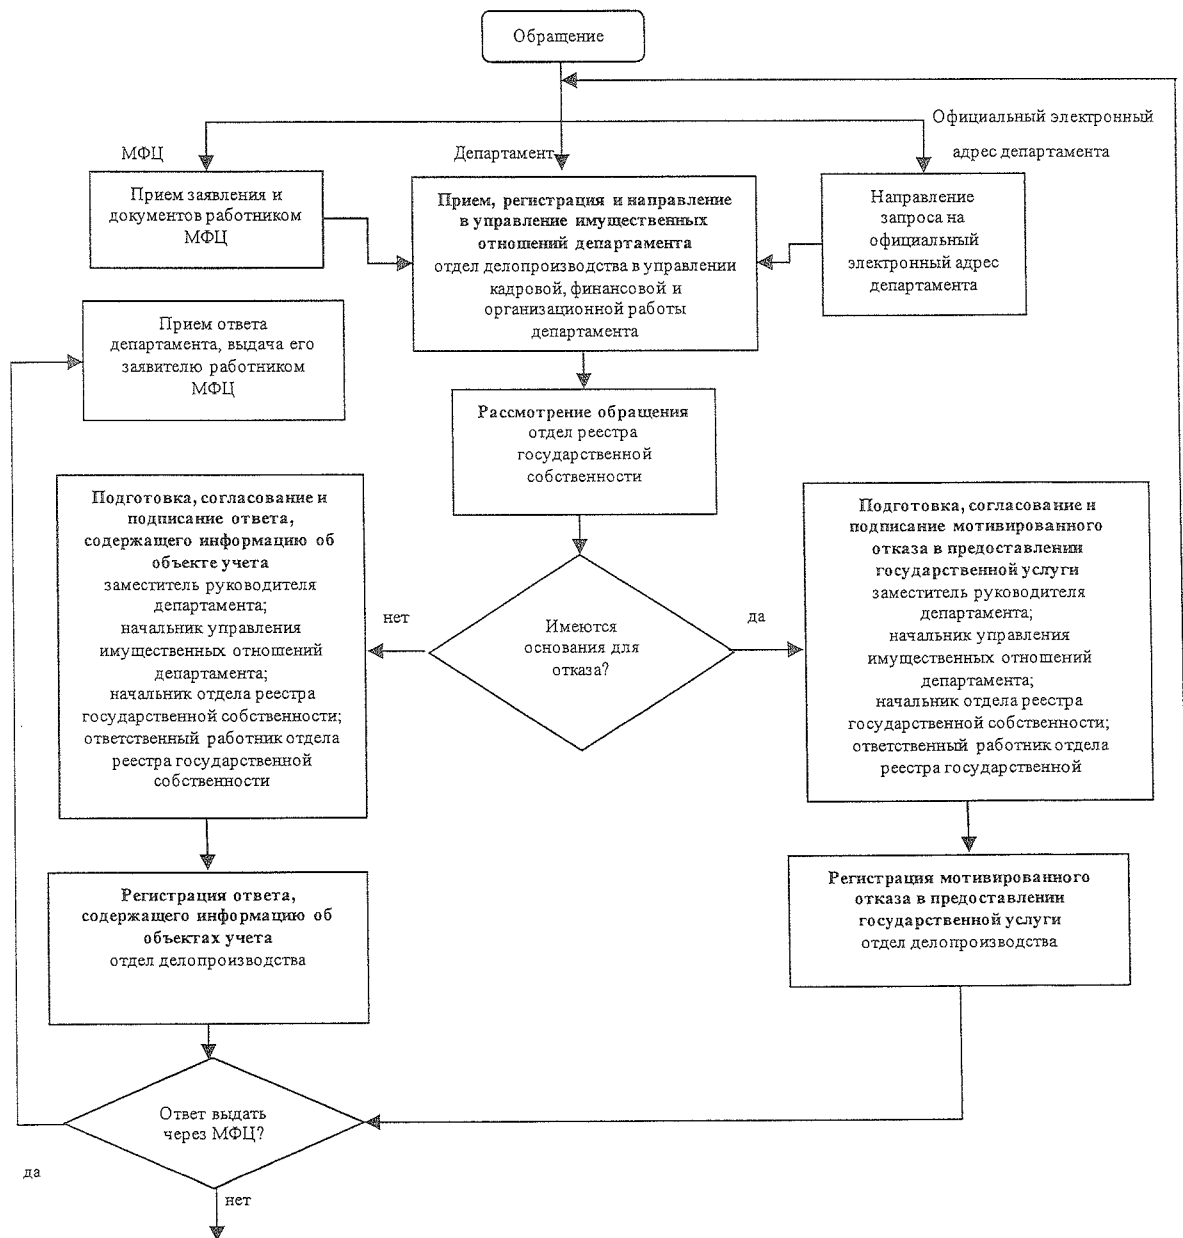 Обращение
Официальный электронный
адрес департамента
МФЦ
Департамент
Прием заявления и
документов работником
МФЦ
Прием, регистрация и направление
в управление имущественных
отношений департамента
отдел делопроизводства в управлении
кадровой, финансовой и
организационной работы
департамента
Направление
запроса на
официальный
электронный адрес
департамента
Прием ответа
департамента, выдача его
заявителю работником
МФЦ
Рассмотрение обращения
отдел реестра
государственной
собственности
Подготовка, согласование и
подписание ответа,
содержащего информацию об
объекте учета
заместитель руководителя
департамента;
начальник управления
имущественных отношений
департамента;
начальник отдела реестра
государственной собственности;
ответственный работник отдела
реестра государственной
собственности
нет
Имеются
основания для
отказа?
да
Подготовка, согласование и
подписание мотивированного
отказа в предоставлении
государственной услуги
заместитель руководителя
департамента;
начальник управления
имущественных отношений
департамента;
начальник отдела реестра
государственной собственности;
ответственный работник отдела
реестра государственной
Регистрация ответа,
содержащего информацию об
объектах учета
отдел делопроизводства
Регистрация мотивированного
отказа в предоставлении
государственной услуги
отдел делопроизводства
Ответ выдать
через МФЦ?
да
нет